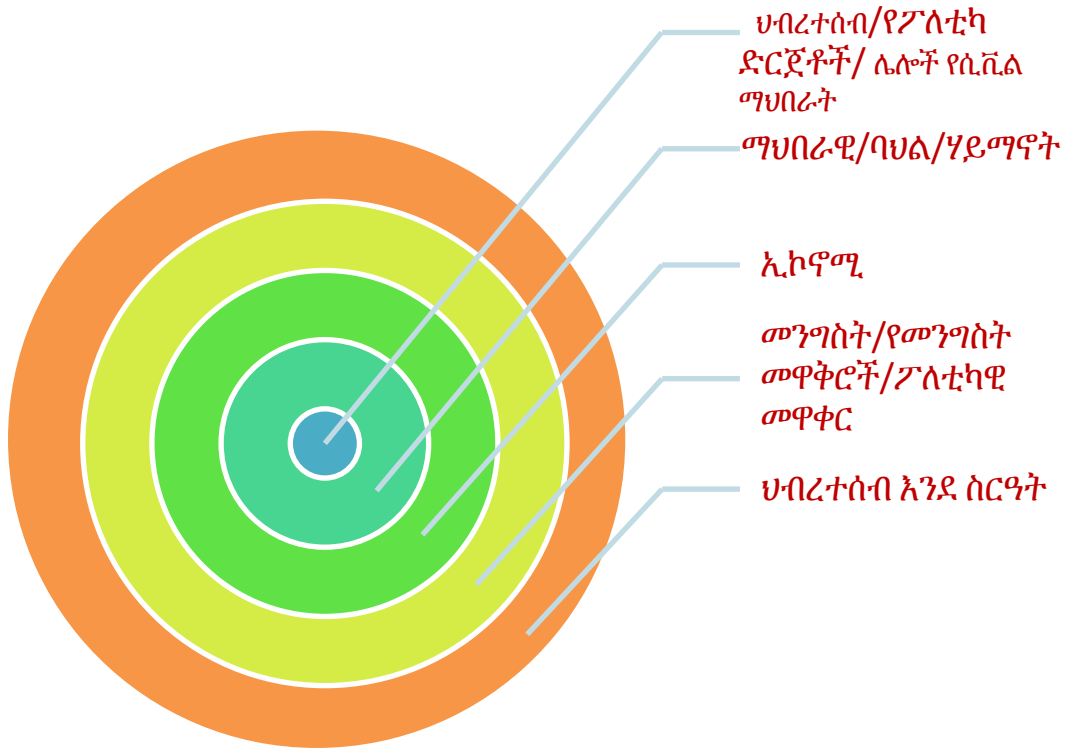 ህብረተሰብ/የፖለቲካ
ድርጅቶች/ ሌሎች የሲቪል
ማህበራት
ማህበራዊ/ባህል/ሃይማኖት
ኢኮኖሚ
መንግስት/የመንግስት
መዋቅሮች/ፖለቲካዊ
መዋቀር
ህብረተሰብ እንደ ስርዓት